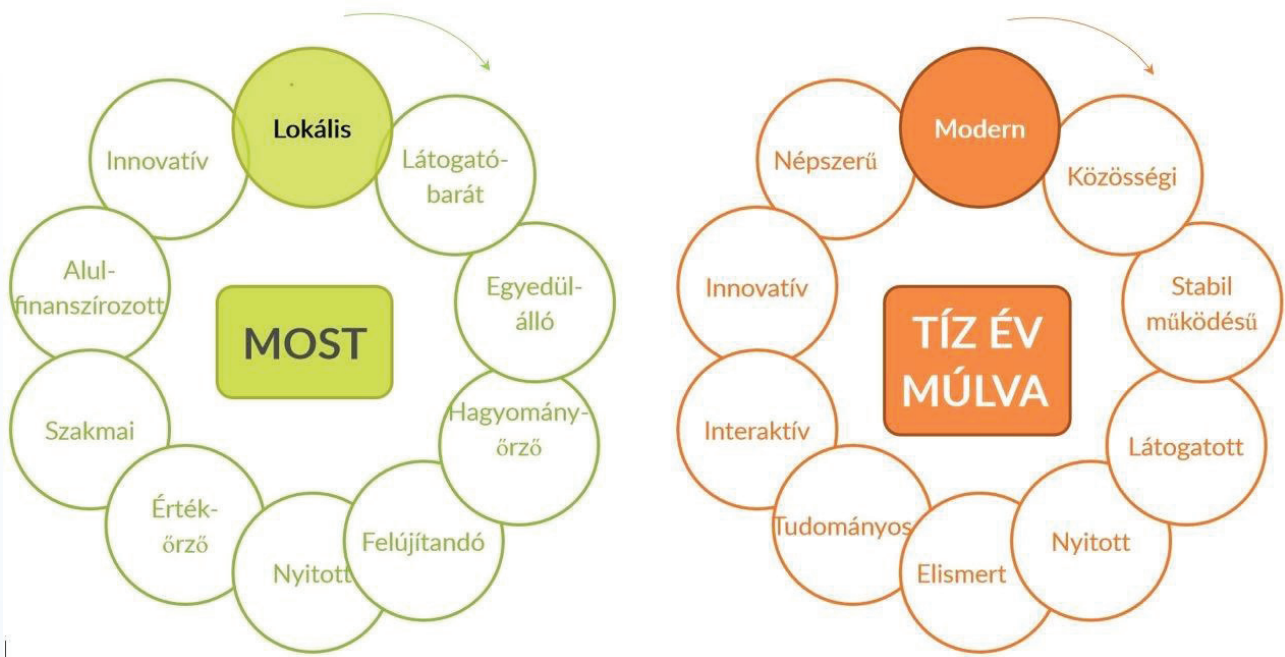 Lokális
Látogató-
barát
Egyedül-
álló
Hagyomány-
őrző
Felújítandó
Nyitott
Érték-
őrző
Szakmai
Alul-
finanszírozott
Innovatív
MOST
Modern
Közösségi
Stabil
működésű
Látogatott
Nyitott
Elismert
Tudományos
Interaktív
Innovatív
Népszerű
TÍZ ÉV
MÚLVA